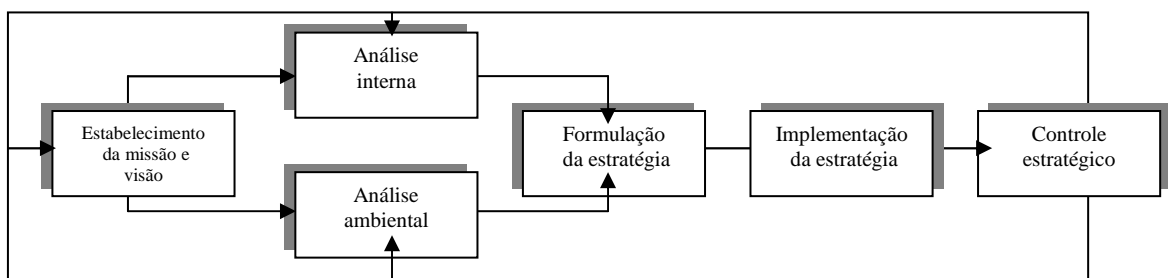 Análise
interna
Estabelecimento
da missão e
visão
Formulação
da estratégia
Implementação
da estratégia
Controle
estratégico
Análise
ambiental